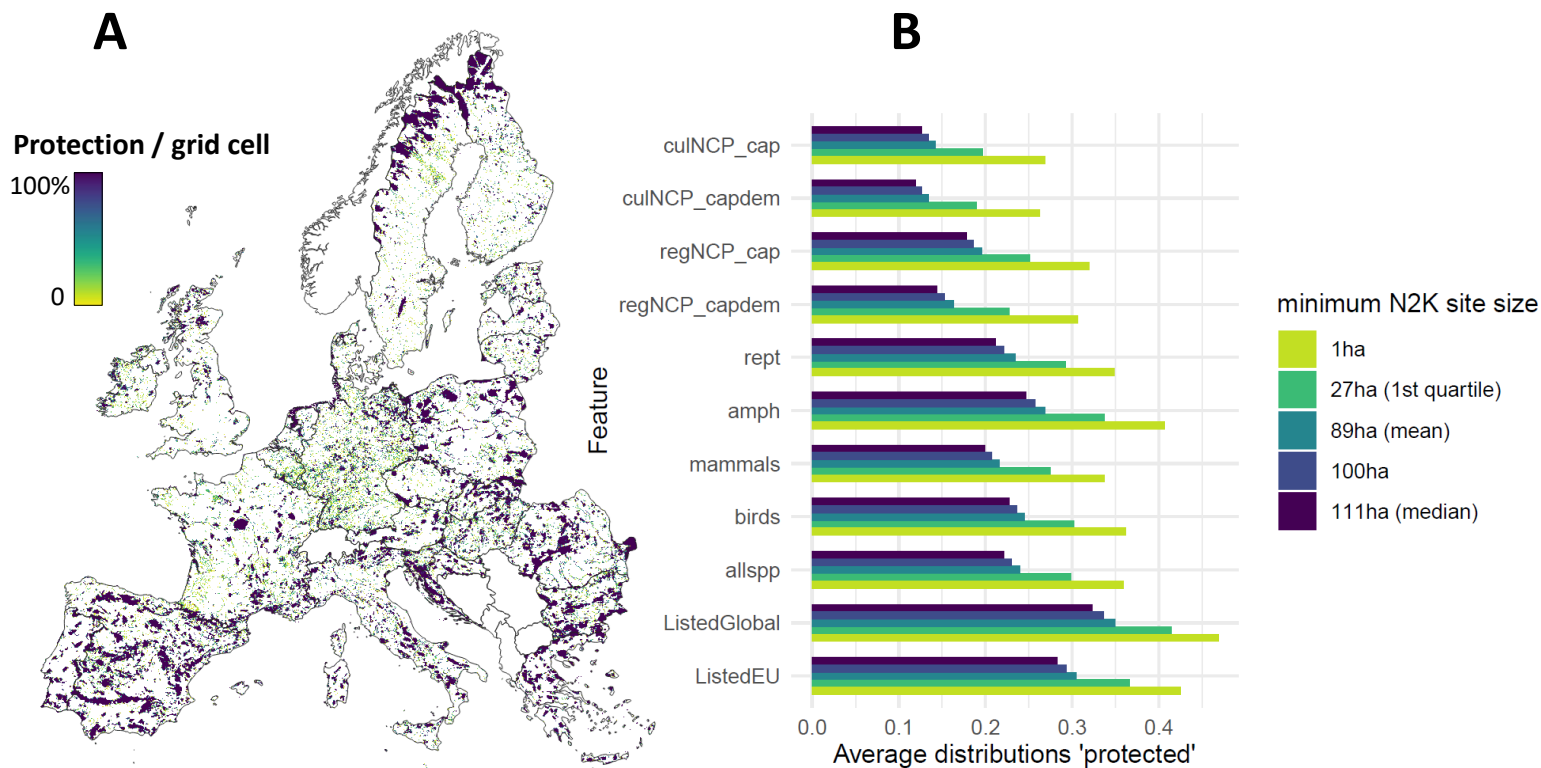 A
B
Protection / grid cell
100%
0
Feature
culNCP_cap
culNCP_capdem
regNCP_cap
regNCP_capdem
rept
amph
mammals
birds
allspp
ListedGlobal
ListedEU
0.0 0.1 0.2 0.3 0.4
Average distributions 'protected'
minimum N2K site size
1ha
27ha (1st quartile)
89ha (mean)
100ha
111ha (median)